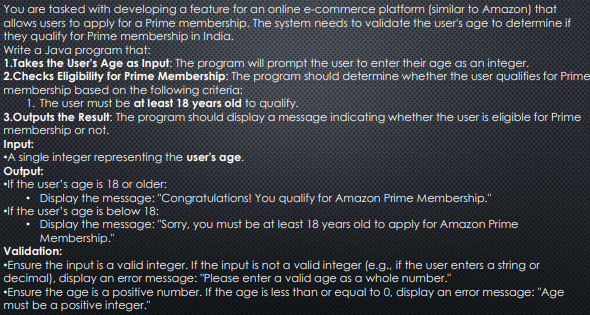 You are tasked with developing a feature for an online e-commerce platform (similar to Amazon) that
allows users to apply for a Prime membership. The system needs to validate the user's age to determine if
they qualify for Prime membership in India.
Write a Java program that:
1.Takes the User's Age as Input: The program will prompt the user to enter their age as an integer.
2.Checks Eligibility for Prime Membership: The program should determine whether the user qualifies for Prime
membership based on the following criteria:
1. The user must be at least 18 years old to qualify.
3.Outputs the Result: The program should display a message indicating whether the user is eligible for Prime
membership or not.
Input:
•A single integer representing the user's age.
Output:
•If the user's age is 18 or older:
• Display the message: "Congratulations! You qualify for Amazon Prime Membership."
•If the user's age is below 18:
• Display the message: "Sorry, you must be at least 18 years old to apply for Amazon Prime
Membership."
Validation:
•Ensure the input is a valid integer. If the input is not a valid integer (e.g., if the user enters a string or
decimal), display an error message: "Please enter a valid age as a whole number."
•Ensure the age is a positive number. If the age is less than or equal to 0, display an error message: "Age
must be a positive integer."